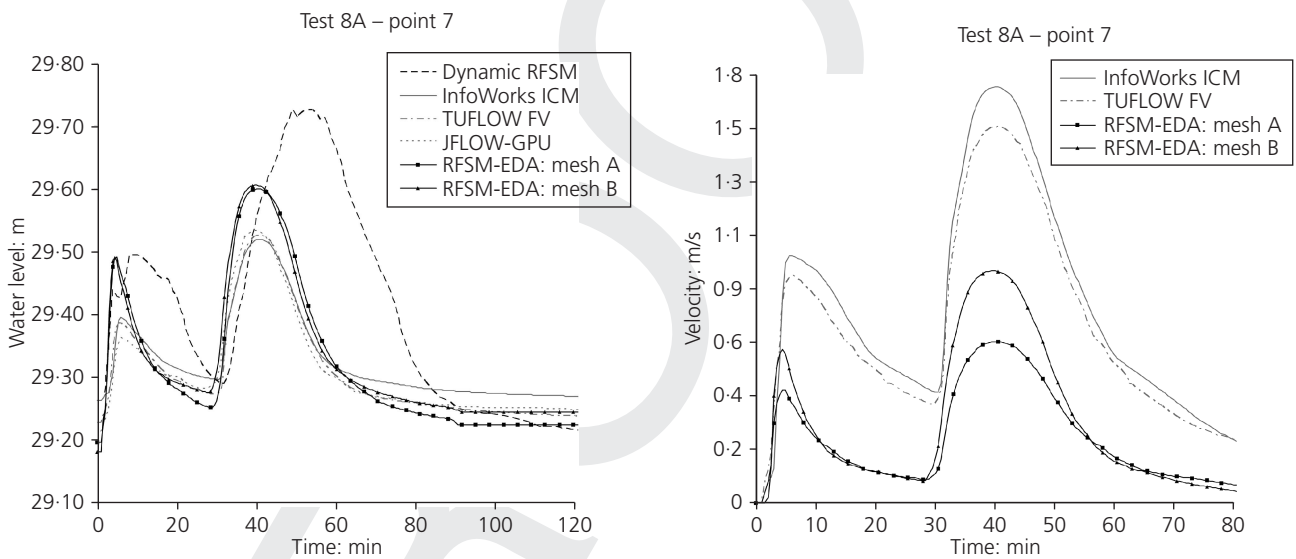 Test 8A – point 7
29·80
29·70
29·60
29·50
29·40
29·30
29·20
29·10
Water level: m
0
20
40
60
80
100
120
Time: min
Dynamic RFSM
InfoWorks ICM
TUFLOW FV
JFLOW-GPU
RFSM-EDA: mesh A
RFSM-EDA: mesh B
Test 8A – point 7
1·8
1·5
1·3
1·1
0·9
0·6
0·4
0·2
0
Velocity: m/s
0
10
20
30
40
50
60
70
80
Time: min
InfoWorks ICM
TUFLOW FV
RFSM-EDA: mesh A
RFSM-EDA: mesh B